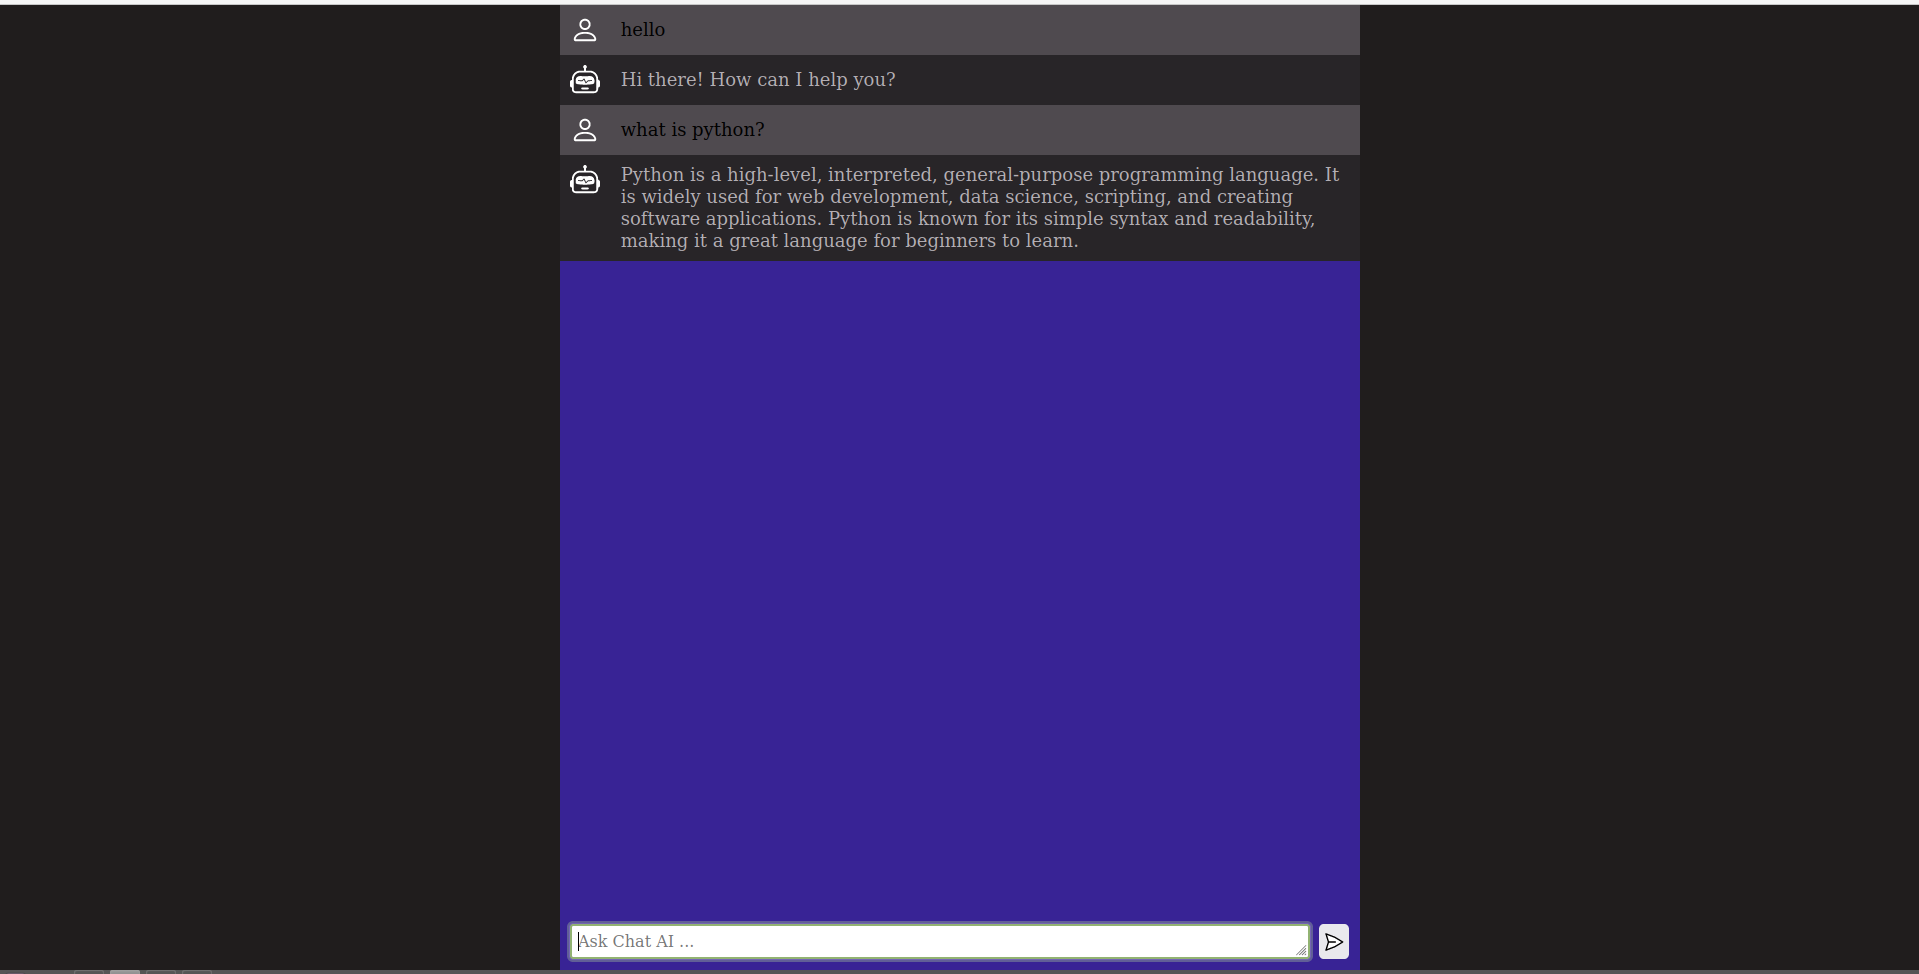 hello
Hi there! How can I help you?
what is python?
Python is a high-level, interpreted, general-purpose programming language. It
is widely used for web development, data science, scripting, and creating
software applications. Python is known for its simple syntax and readability,
making it a great language for beginners to learn.
Ask Chat AI ...